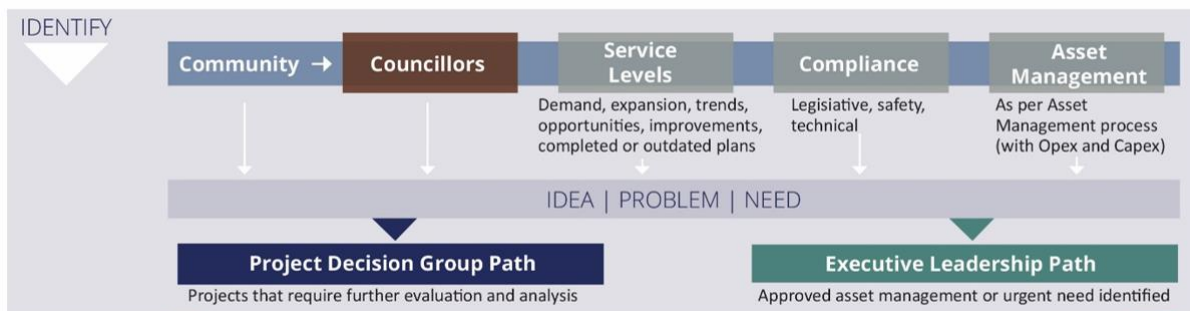 IDENTIFY
Community →
Councillors
Service
Levels
Compliance
Asset
Management
Demand, expansion, trends,
opportunities, improvements,
completed or outdated plans
Legisiative, safety,
technical
As per Asset
Management process
(with Opex and Capex)
IDEA | PROBLEM | NEED
Project Decision Group Path
Projects that require further evaluation and analysis
Executive Leadership Path
Approved asset management or urgent need identified